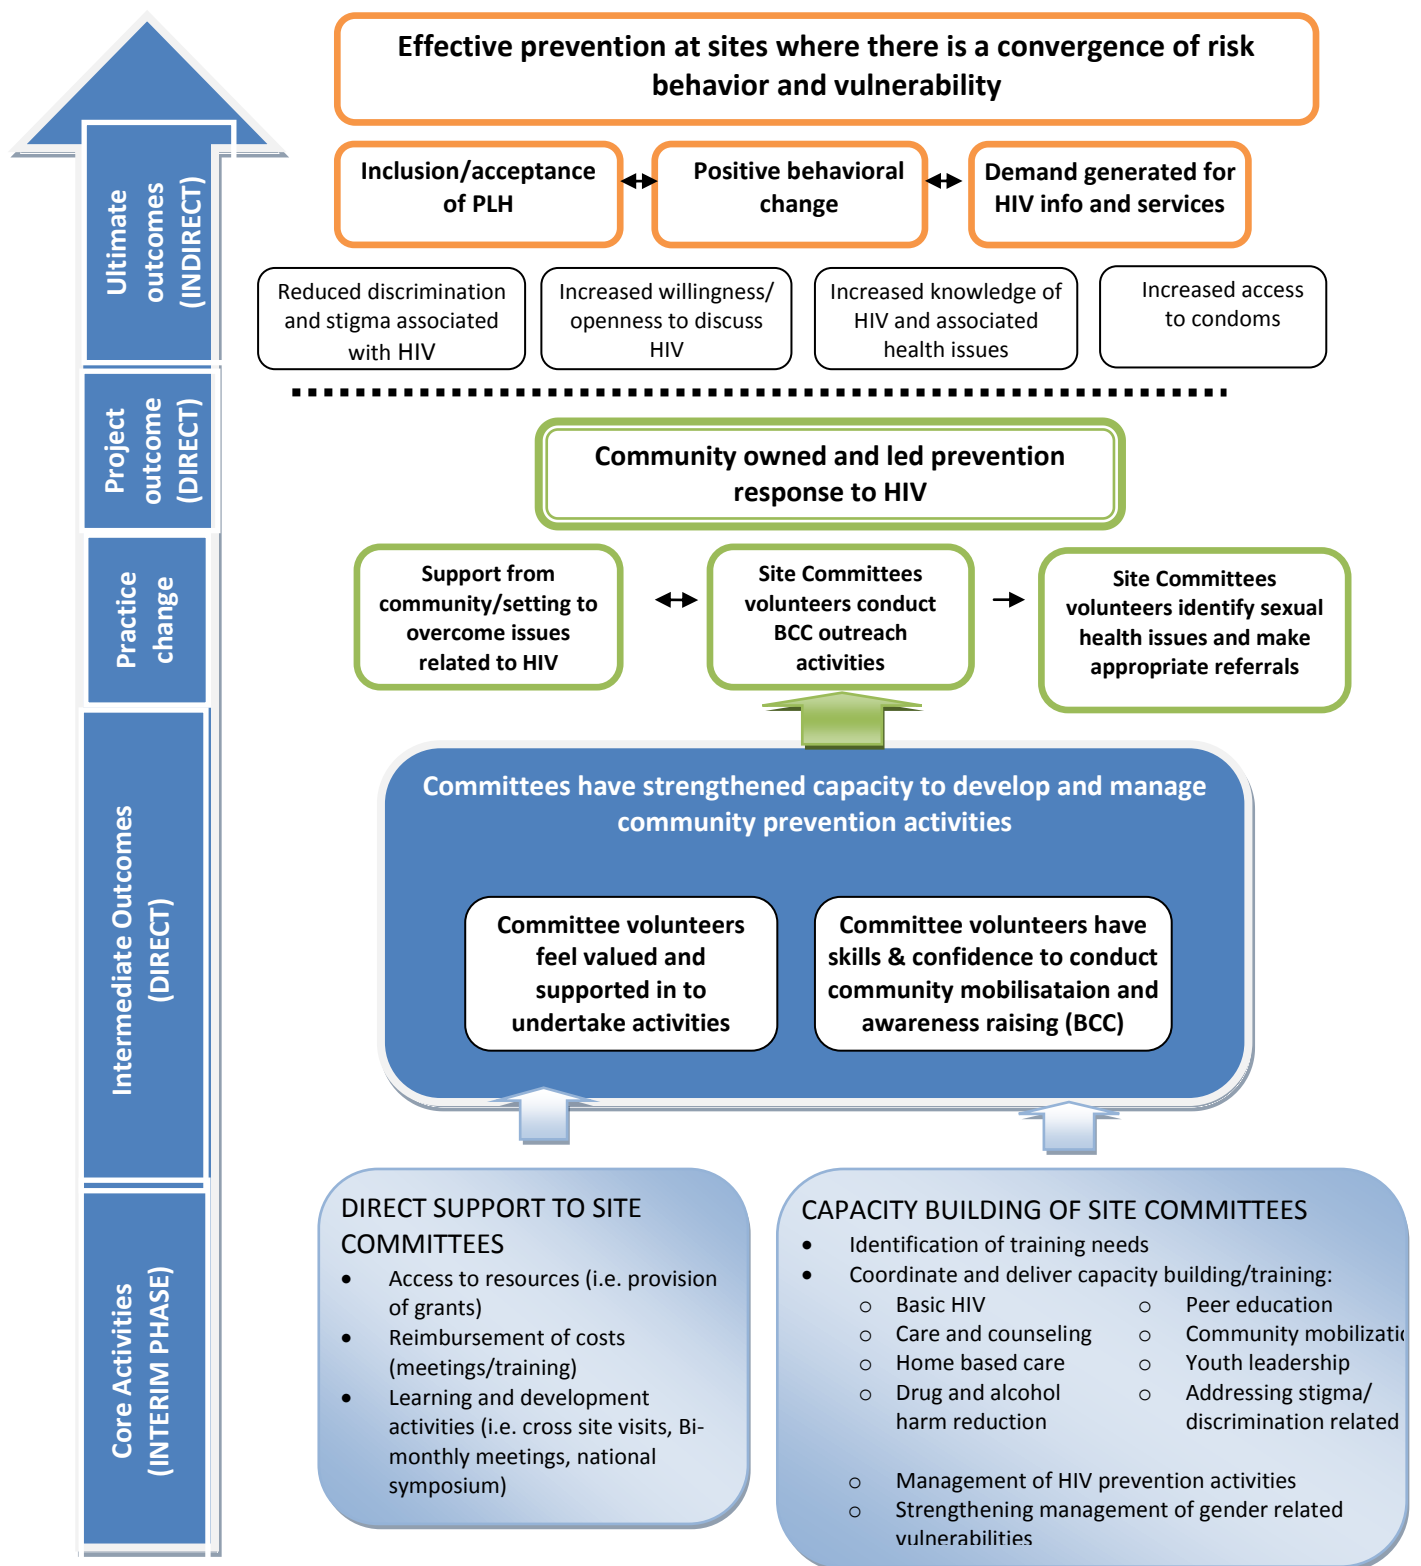 Effective prevention at sites where there is a convergence of risk
behavior and vulnerability
Ultimate
outcomes
(INDIRECT)
Inclusion/acceptance
of PLH
Positive behavioral
change
Demand generated for
HIV info and services
Reduced discrimination
and stigma associated
with HIV
Increased willingness/
openness to discuss
HIV
Increased knowledge of
HIV and associated
health issues
Increased access
to condoms
Project
outcome
(DIRECT)
Community owned and led prevention
response to HIV
Practice
change
Support from
community/setting to
overcome issues
related to HIV
Site Committees
volunteers conduct
BCC outreach
activities
Site Committees
volunteers identify sexual
health issues and make
appropriate referrals
Intermediate Outcomes
(DIRECT)
Committees have strengthened capacity to develop and manage
community prevention activities
Committee volunteers
feel valued and
supported in to
undertake activities
Committee volunteers have
skills & confidence to conduct
community mobilisataion and
awareness raising (BCC)
Core Activities
(INTERIM PHASE)
DIRECT SUPPORT TO SITE
COMMITTEES
• Access to resources (i.e. provision
of grants)
• Reimbursement of costs
(meetings/training)
• Learning and development
activities (i.e. cross site visits, Bi-
monthly meetings, national
symposium)
CAPACITY BUILDING OF SITE COMMITTEES
• Identification of training needs
• Coordinate and deliver capacity building/training:
o Basic HIV
o Care and counseling
o Home based care
o Drug and alcohol
harm reduction
o Peer education
o Community mobilizatio
o Youth leadership
o Addressing stigma/
discrimination related
o Management of HIV prevention activities
o Strengthening management of gender related
vulnerabilities